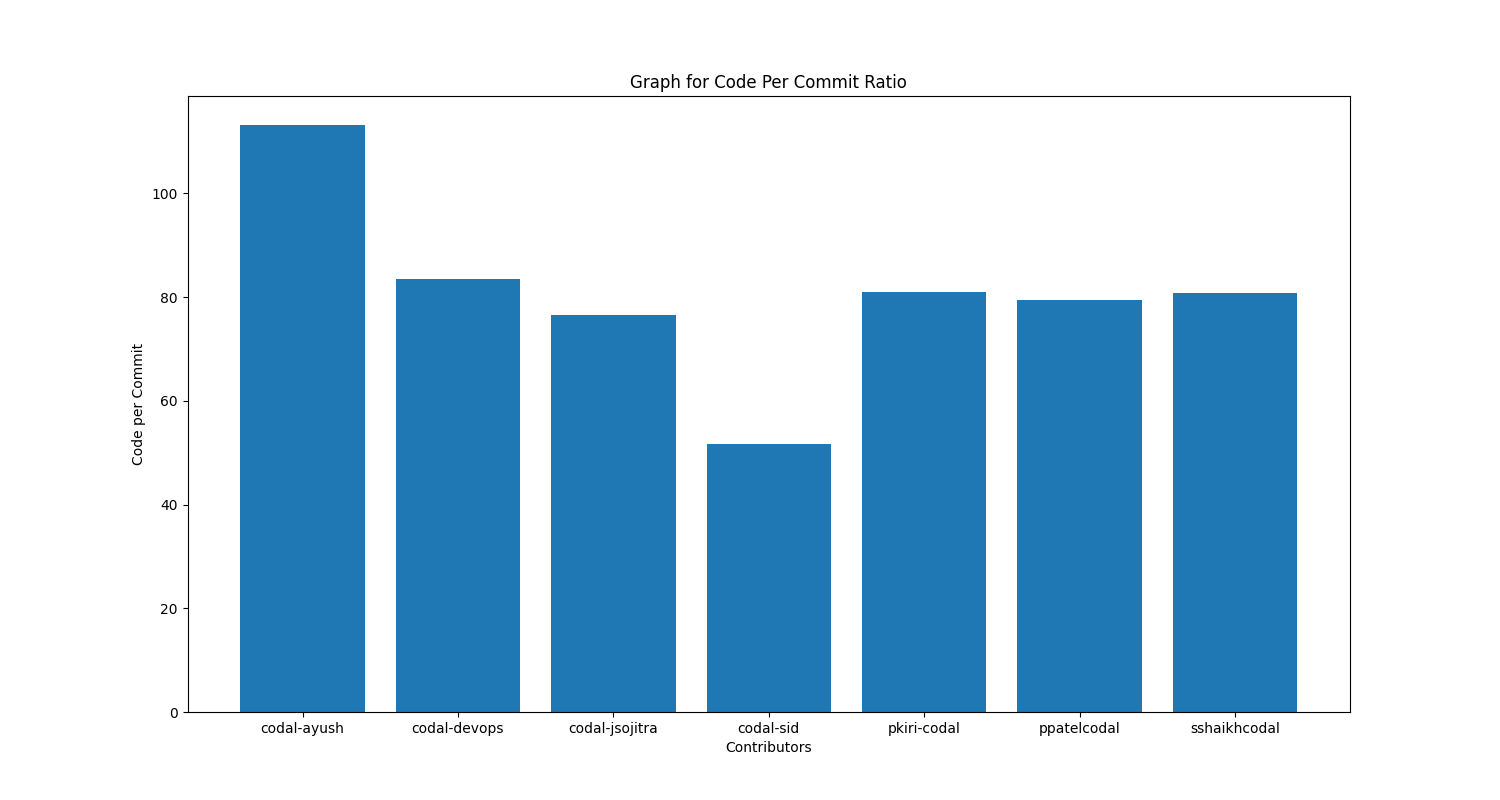 Graph for Code Per Commit Ratio
100
80
60
40
20
0
Code per Commit
codal-ayush codal-devops codal-jsojitra codal-sid pkiri-codal ppatelcodal sshaikhcodal
Contributors